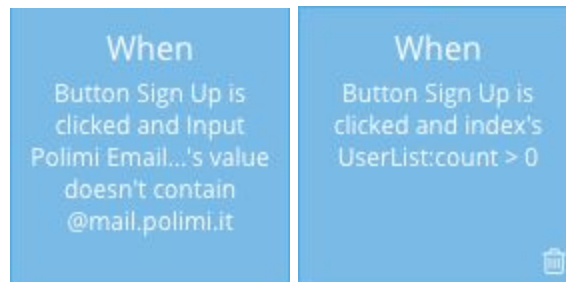 When
Button Sign Up is
clicked and Input
Polimi Email...'s value
doesn't contain
@mail.polimi.it
When
Button Sign Up is
clicked and index's
UserList:count > 0